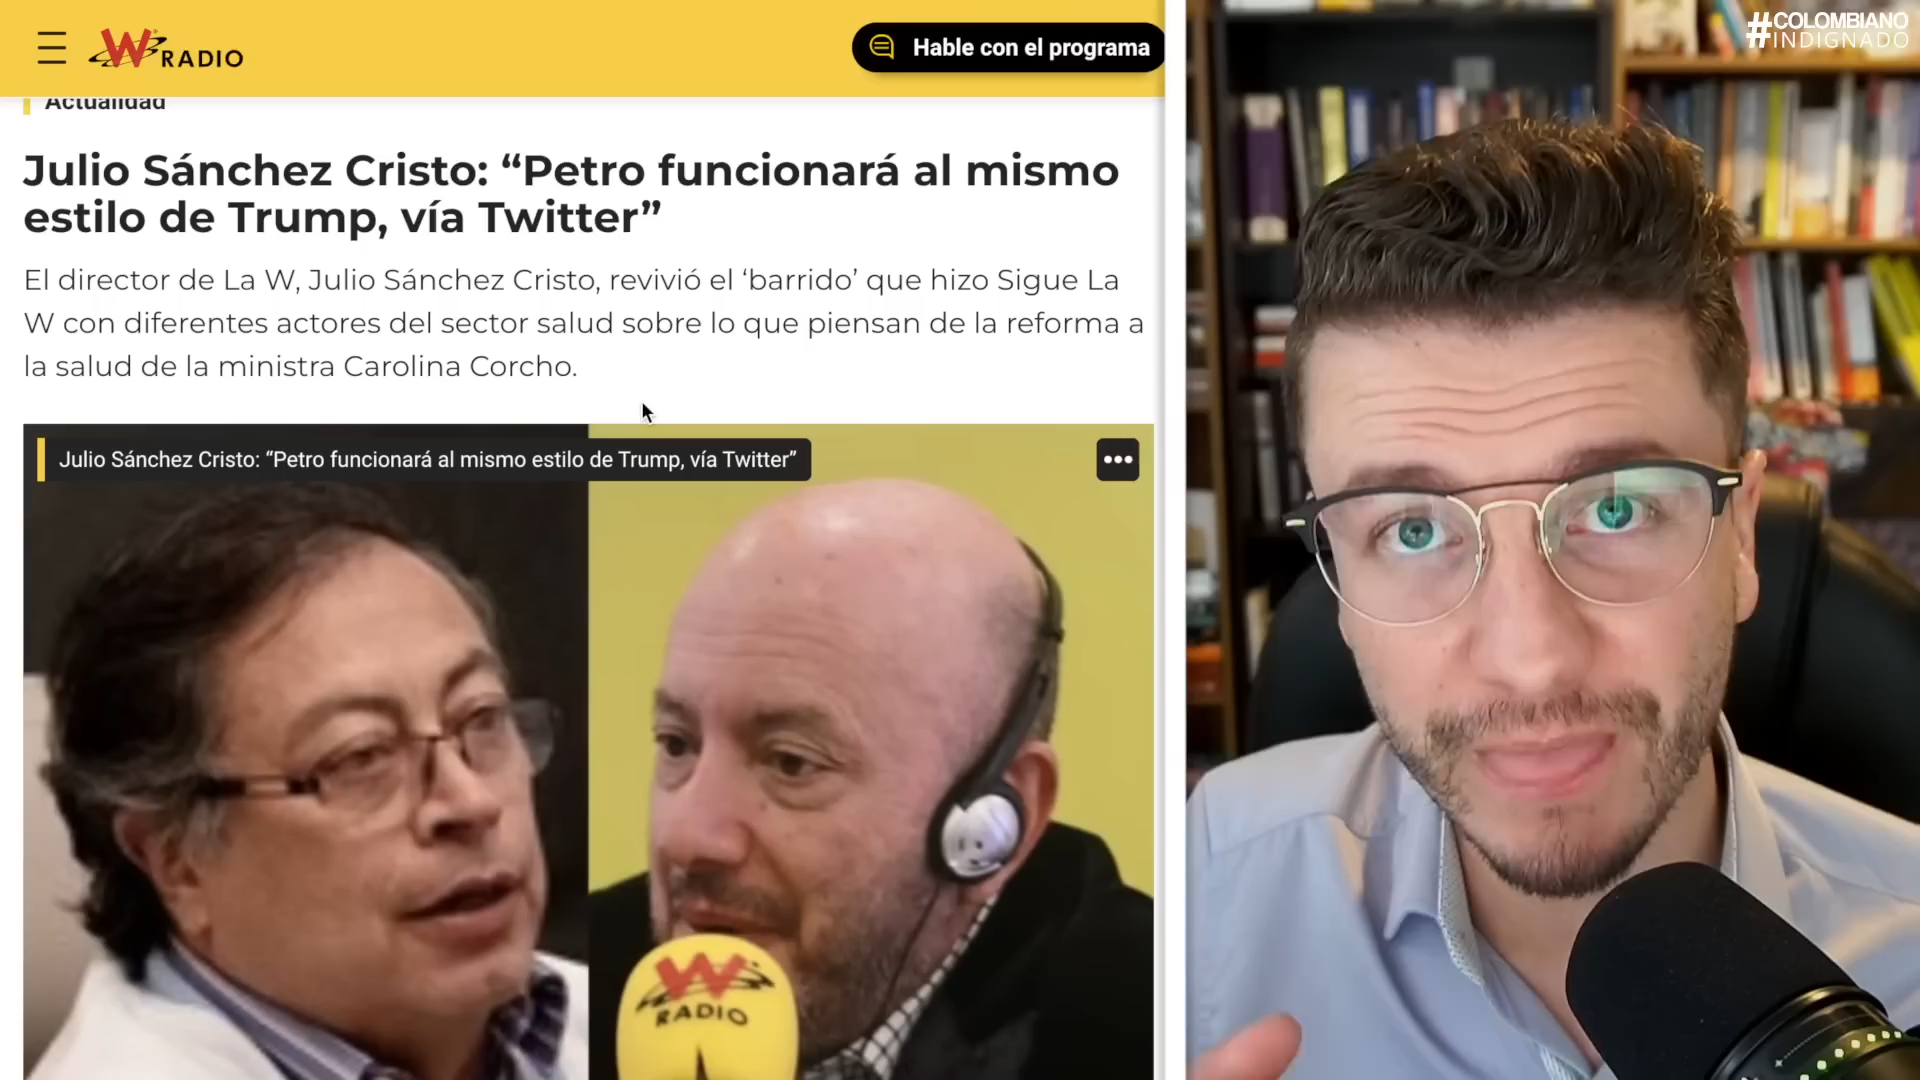 W RADIO
Hable con el programa
Actualidad
Julio Sánchez Cristo: “Petro funcionará al mismo
estilo de Trump, vía Twitter”
El director de La W, Julio Sánchez Cristo, revivió el ‘barrido’ que hizo Sigue La
W con diferentes actores del sector salud sobre lo que piensan de la reforma a
la salud de la ministra Carolina Corcho.
Julio Sánchez Cristo: “Petro funcionará al mismo estilo de Trump, vía Twitter”
W
RADIO
#COLOMBIANO
#INDIGNADO